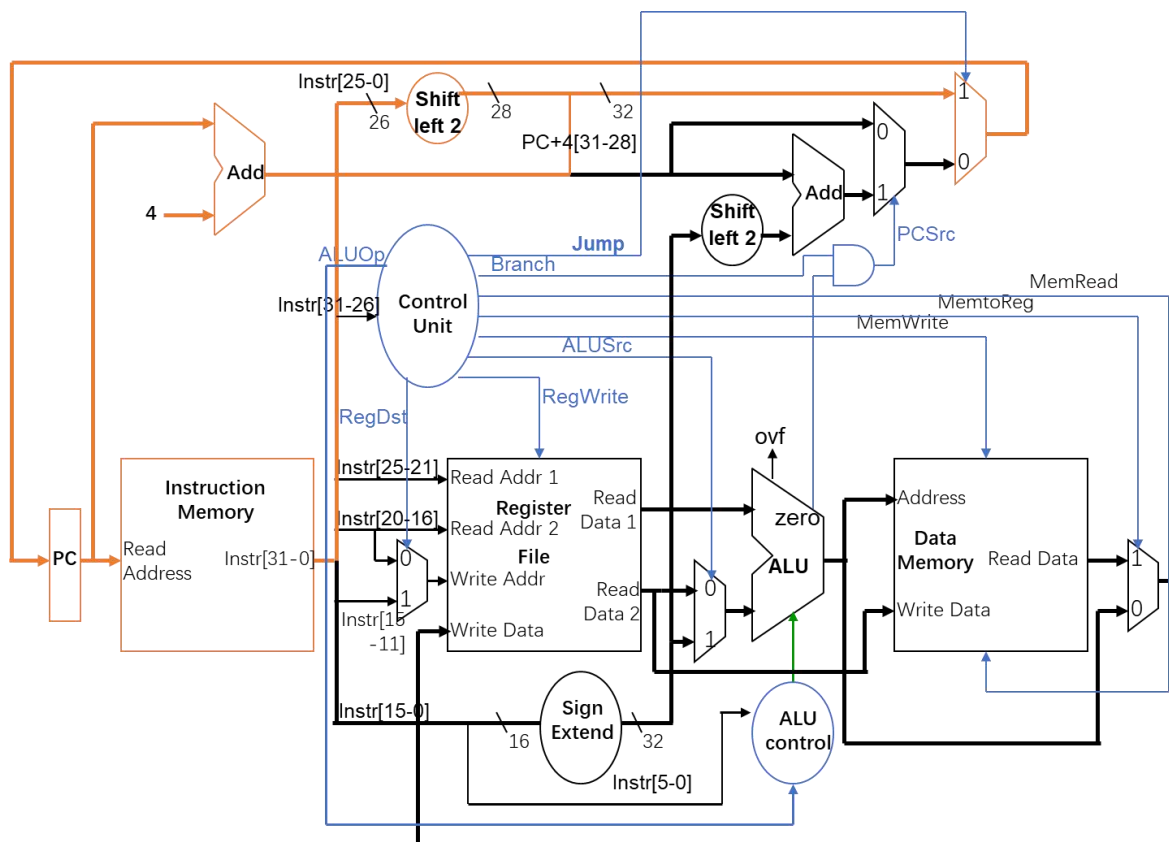 Instr[25-0]
26
Shift
left 2
28
32
1
0
PC+4[31-28]
Add
4
0
1
Add
Shift
left 2
PCSrc
ALUOp
Jump
Branch
Instr[31-26]
Control
Unit
MemRead
MemtoReg
MemWrite
ALUSrc
RegWrite
RegDst
ovf
Instruction
Memory
PC
Read
Address
Instr[31-0]
Instr[25-21]
Read Addr 1
Instr[20-16]
Read Addr 2
Register
File
Read
Data 1
0
1
Write Addr
Instr[15
-11]
Write Data
Read
Data 2
0
1
zero
ALU
Address
Data
Memory
Read Data
Write Data
1
0
Instr[15-0]
16
Sign
Extend
32
ALU
control
Instr[5-0]